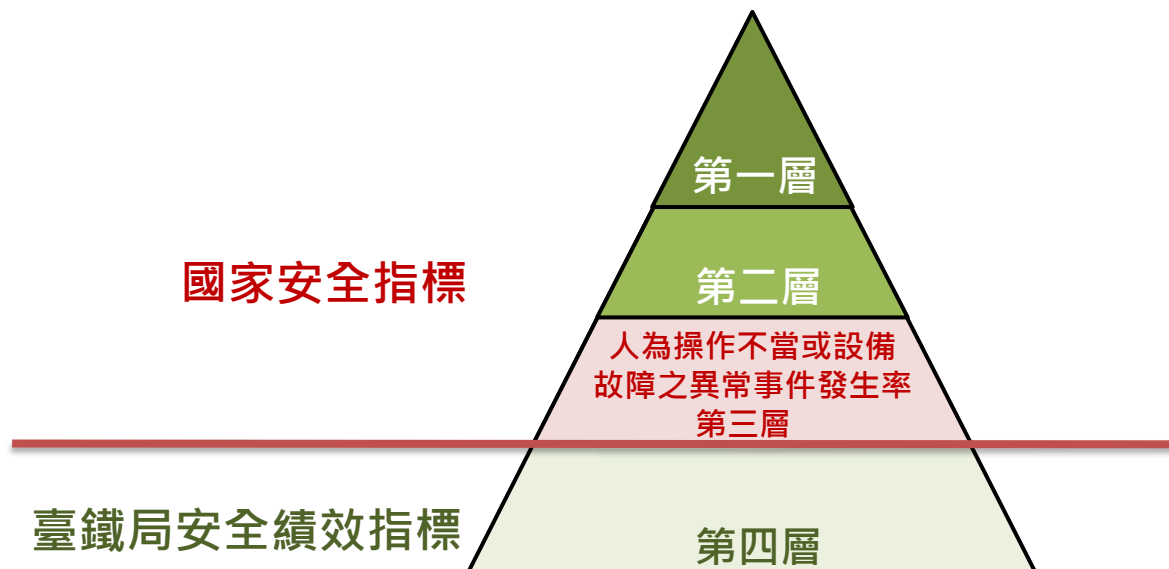 第一層
國家安全指標
第二層
人為操作不當或設備
故障之異常事件發生率
第三層
臺鐵局安全績效指標
第四層